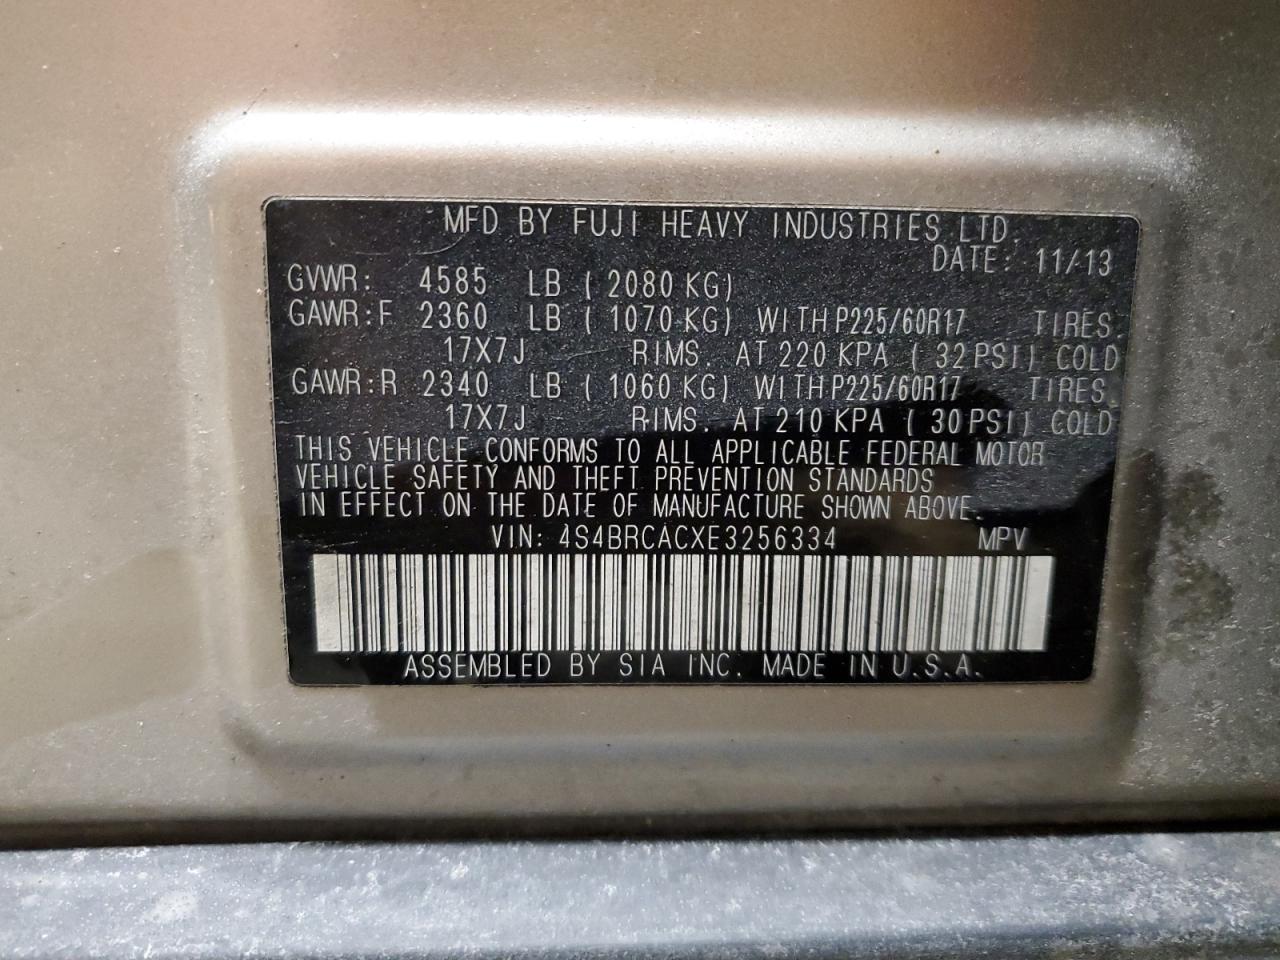 MFD BY FUJI HEAVY INDUSTRIES LTD.
DATE: 11/13
GVWR: 4585 LB ( 2080 KG)
GAWR:F 2360 LB ( 1070 KG) WITH P225/60R17 TIRES
17X7J RIMS. AT 220 KPA ( 32 PSI) COLD
GAWR:R 2340 LB ( 1060 KG) WITH P225/60R17 TIRES.
17X7J RIMS. AT 210 KPA ( 30 PSI) COLD
THIS VEHICLE CONFORMS TO ALL APPLICABLE FEDERAL MOTOR
VEHICLE SAFETY AND THEFT PREVENTION STANDARDS
IN EFFECT ON THE DATE OF MANUFACTURE SHOWN ABOVE.
VIN: 4S4BRCACXE3256334 MPV
ASSEMBLED BY SIA INC. MADE IN U.S.A.